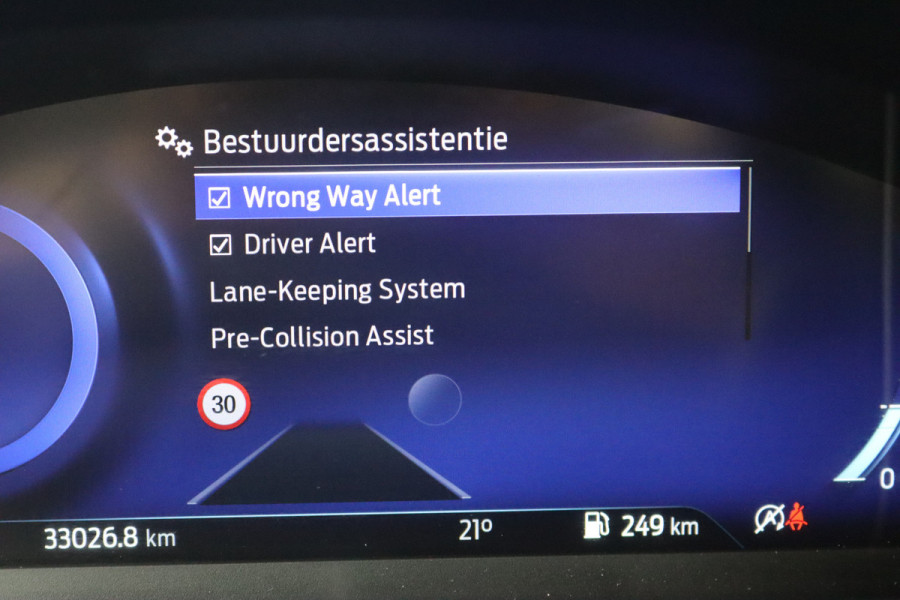 Bestuurdersassistentie
Wrong Way Alert
Driver Alert
Lane-Keeping System
Pre-Collision Assist
30
0
33026.8 km
21º
249 km